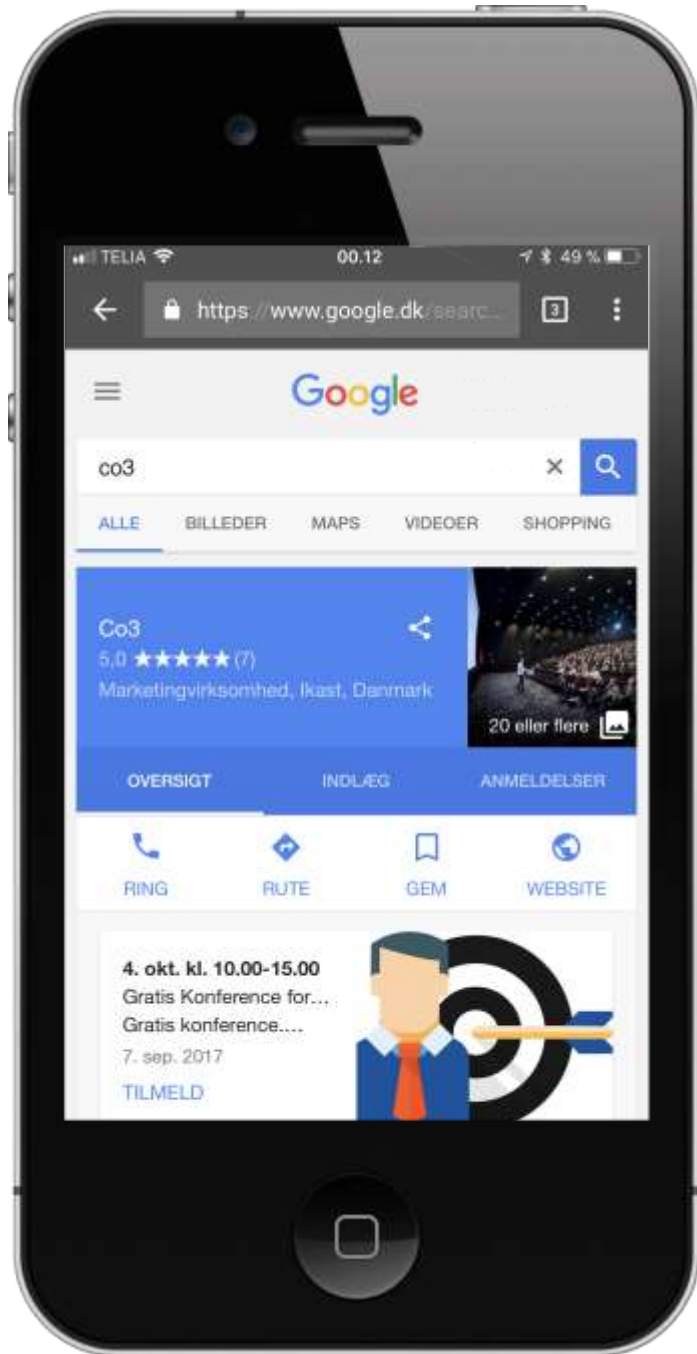 TELIA 00.12 49 %
https://www.google.dk/searc... 3
Google
co3
ALLE BILLEDER MAPS VIDEOER SHOPPING
Co3
5,0 ★★★★★ (7)
Marketingvirksomhed, Ikast, Danmark
20 eller flere
OVERSIGT INDLÆG ANMELDELSER
RING RUTE GEM WEBSITE
4. okt. kl. 10.00-15.00
Gratis Konference for...
Gratis konference....
7. sep. 2017
TILMELD